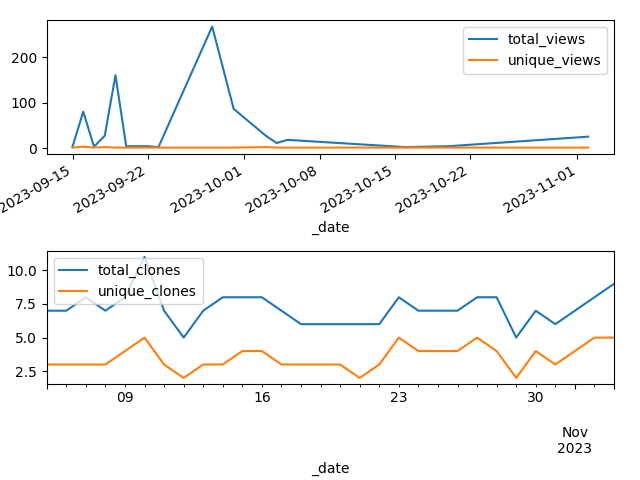 200
100
0
total_views
unique_views
2023-09-15
2023-09-22
2023-10-01
2023-10-08
2023-10-15
2023-10-22
2023-11-01
_date
10.0
7.5
5.0
2.5
total_clones
unique_clones
09
16
23
30
Nov
2023
_date